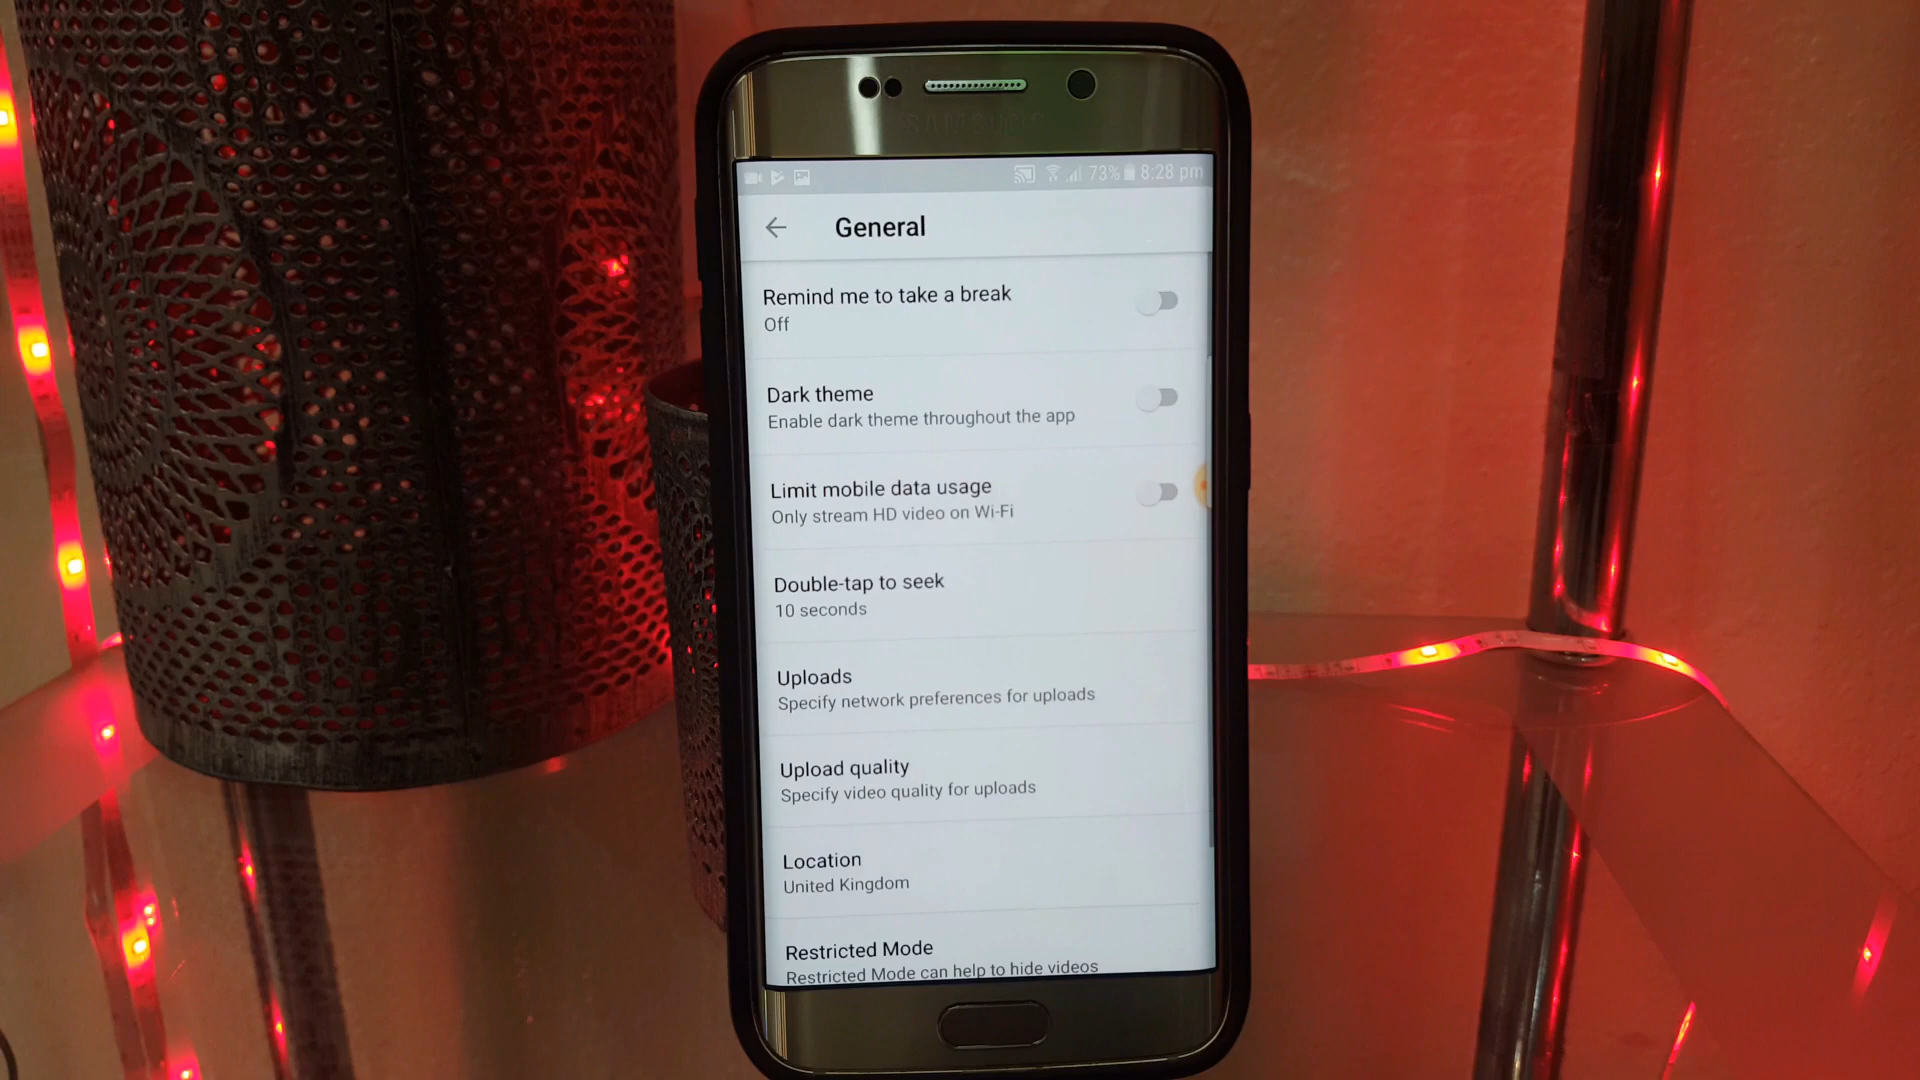 SAMSUNG
73% 8:28 pm
General
Remind me to take a break
Off
Dark theme
Enable dark theme throughout the app
Limit mobile data usage
Only stream HD video on Wi-Fi
Double-tap to seek
10 seconds
Uploads
Specify network preferences for uploads
Upload quality
Specify video quality for uploads
Location
United Kingdom
Restricted Mode
Restricted Mode can help to hide videos